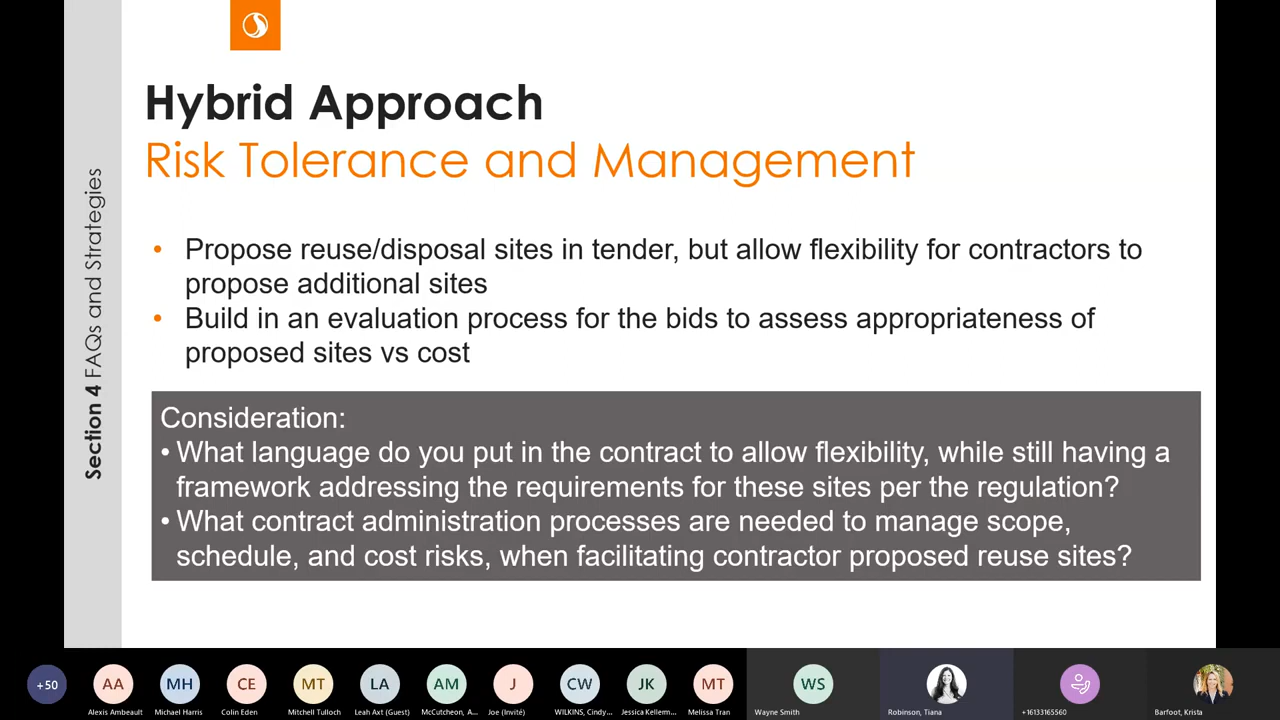 Hybrid Approach
Risk Tolerance and Management
Section 4 FAQs and Strategies
• Propose reuse/disposal sites in tender, but allow flexibility for contractors to
propose additional sites
• Build in an evaluation process for the bids to assess appropriateness of
proposed sites vs cost
Consideration:
• What language do you put in the contract to allow flexibility, while still having a
framework addressing the requirements for these sites per the regulation?
• What contract administration processes are needed to manage scope,
schedule, and cost risks, when facilitating contractor proposed reuse sites?
+50
AA
MH
CE
MT
LA
AM
J
CW
JK
MT
WS
Alexis Ambeault
Michael Harris
Colin Eden
Mitchell Tulloch
Leah Axt (Guest)
McCutcheon, A...
Joe (Invité)
WILKINS, Cindy...
Jessica Kellem...
Melissa Tran
Wayne Smith
Robinson, Tiana
+16133165560
Barfoot, Krista